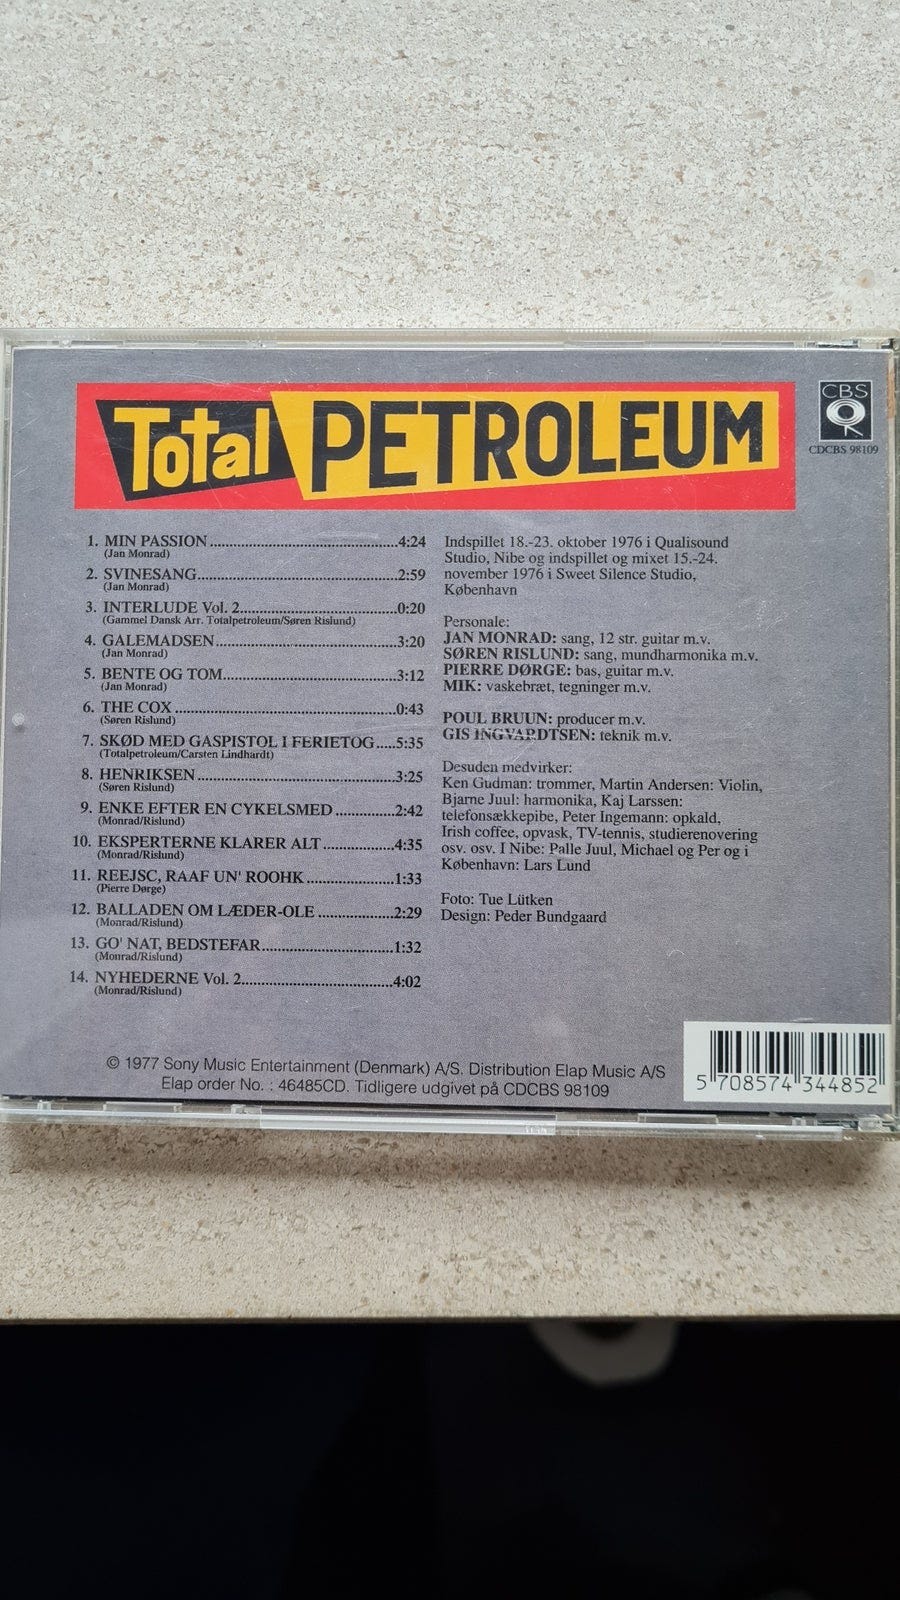 Total PETROLEUM
CBS
CDCBS 98109
1. MIN PASSION ........4:24
(Jan Monrad)
2. SVINESANG........2:59
(Jan Monrad)
3. INTERLUDE Vol. 2........0:20
(Gammel Dansk Arr. Totalpetroleum/Søren Rislund)
4. GALEMADSEN ........3:20
(Jan Monrad)
5. BENTE OG TOM........3:12
(Jan Monrad)
6. THE COX ........0:43
(Søren Rislund)
7. SKØD MED GASPISTOL I FERIETOG....5:35
(Totalpetroleum/Carsten Lindhardt)
8. HENRIKSEN ........3:25
(Søren Rislund)
9. ENKE EFTER EN CYKELSMED ........2:42
(Monrad/Rislund)
10. EKSPERTERNE KLARER ALT ........4:35
(Monrad/Rislund)
11. REEJSC, RAAF UN' ROOHK ........1:33
(Pierre Dørge)
12. BALLADEN OM LÆDER-OLE ........2:29
(Monrad/Rislund)
13. GO' NAT, BEDSTEFAR........1:32
(Monrad/Rislund)
14. NYHEDERNE Vol. 2........4:02
(Monrad/Rislund)
Indspillet 18.-23. oktober 1976 i Qualisound
Studio, Nibe og indspillet og mixet 15.-24.
november 1976 i Sweet Silence Studio,
København
Personale:
JAN MONRAD: sang, 12 str. guitar m.v.
SØREN RISLUND: sang, mundharmonika m.v.
PIERRE DØRGE: bas, guitar m.v.
MIK: vaskebræt, tegninger m.v.
POUL BRUUN: producer m.v.
GIS INGVARDTSEN: teknik m.v.
Desuden medvirker:
Ken Gudman: trommer, Martin Andersen: Violin,
Bjarne Juul: harmonika, Kaj Larssen:
telefonsækkepibe, Peter Ingemann: opkald,
Irish coffee, opvask, TV-tennis, studierenovering
osv. osv. I Nibe: Palle Juul, Michael og Per og i
København: Lars Lund
Foto: Tue Lütken
Design: Peder Bundgaard
© 1977 Sony Music Entertainment (Denmark) A/S. Distribution Elap Music A/S
Elap order No. : 46485CD. Tidligere udgivet på CDCBS 98109
5 708574 344852